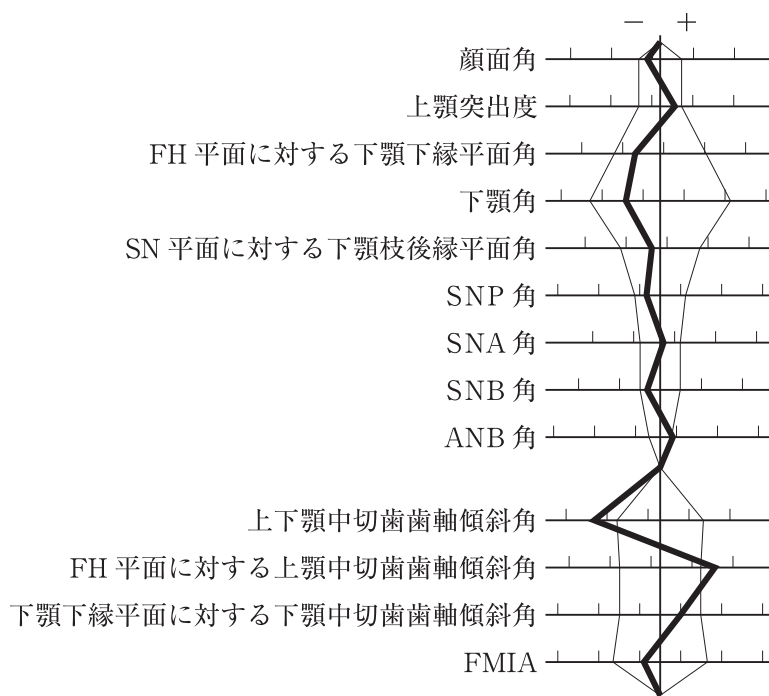 − +
顔面角
上顎突出度
FH 平面に対する下顎下縁平面角
下顎角
SN 平面に対する下顎枝後縁平面角
SNP 角
SNA 角
SNB 角
ANB 角
上下顎中切歯歯軸傾斜角
FH 平面に対する上顎中切歯歯軸傾斜角
下顎下縁平面に対する下顎中切歯歯軸傾斜角
FMIA